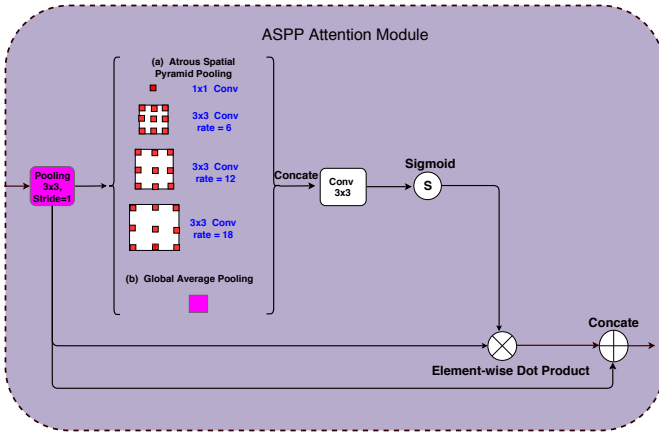 ASPP Attention Module
(a) Atrous Spatial
Pyramid Pooling
1x1 Conv
3x3 Conv
rate = 6
3x3 Conv
rate = 12
3x3 Conv
rate = 18
(b) Global Average Pooling
Pooling
3x3,
Stride=1
Concate
Conv
3x3
Sigmoid
S
Element-wise Dot Product
Concate